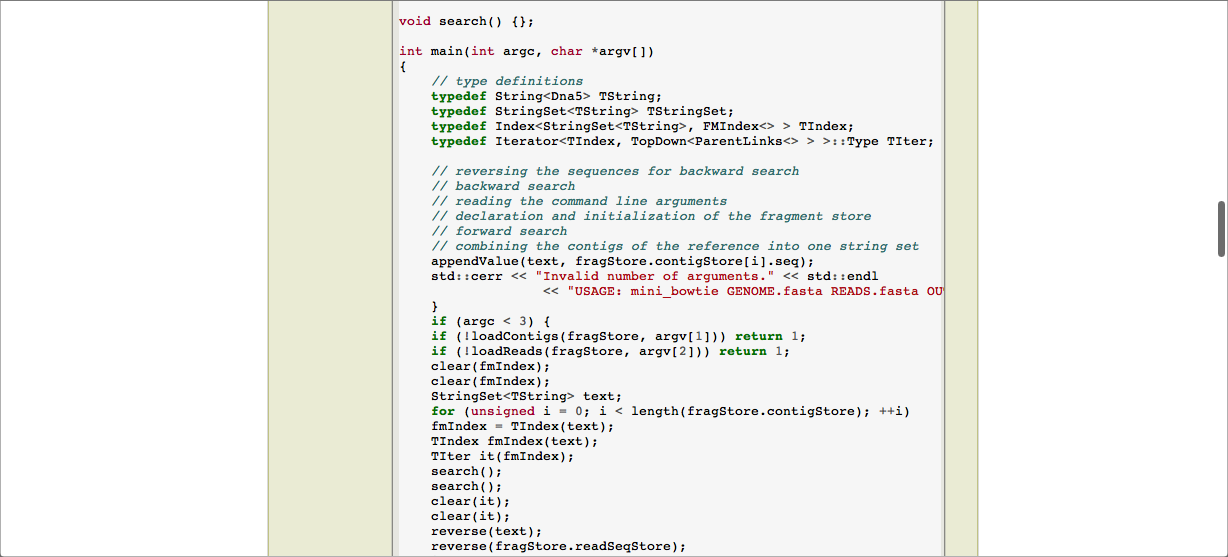 void search() {};
int main(int argc, char *argv[])
{
// type definitions
typedef String<Dna5> TString;
typedef StringSet<TString> TStringSet;
typedef Index<StringSet<TString>, FMIndex<> > TIndex;
typedef Iterator<TIndex, TopDown<ParentLinks<> > >::Type TIter;
// reversing the sequences for backward search
// backward search
// reading the command line arguments
// declaration and initialization of the fragment store
// forward search
// combining the contigs of the reference into one string set
appendValue(text, fragStore.contigStore[i].seq);
std::cerr << "Invalid number of arguments." << std::endl
<< "USAGE: mini_bowtie GENOME.fasta READS.fasta OU
}
if (argc < 3) {
if (!loadContigs(fragStore, argv[1])) return 1;
if (!loadReads(fragStore, argv[2])) return 1;
clear(fmIndex);
clear(fmIndex);
StringSet<TString> text;
for (unsigned i = 0; i < length(fragStore.contigStore); ++i)
fmIndex = TIndex(text);
TIndex fmIndex(text);
TIter it(fmIndex);
search();
search();
clear(it);
clear(it);
reverse(text);
reverse(fragStore.readSeqStore);